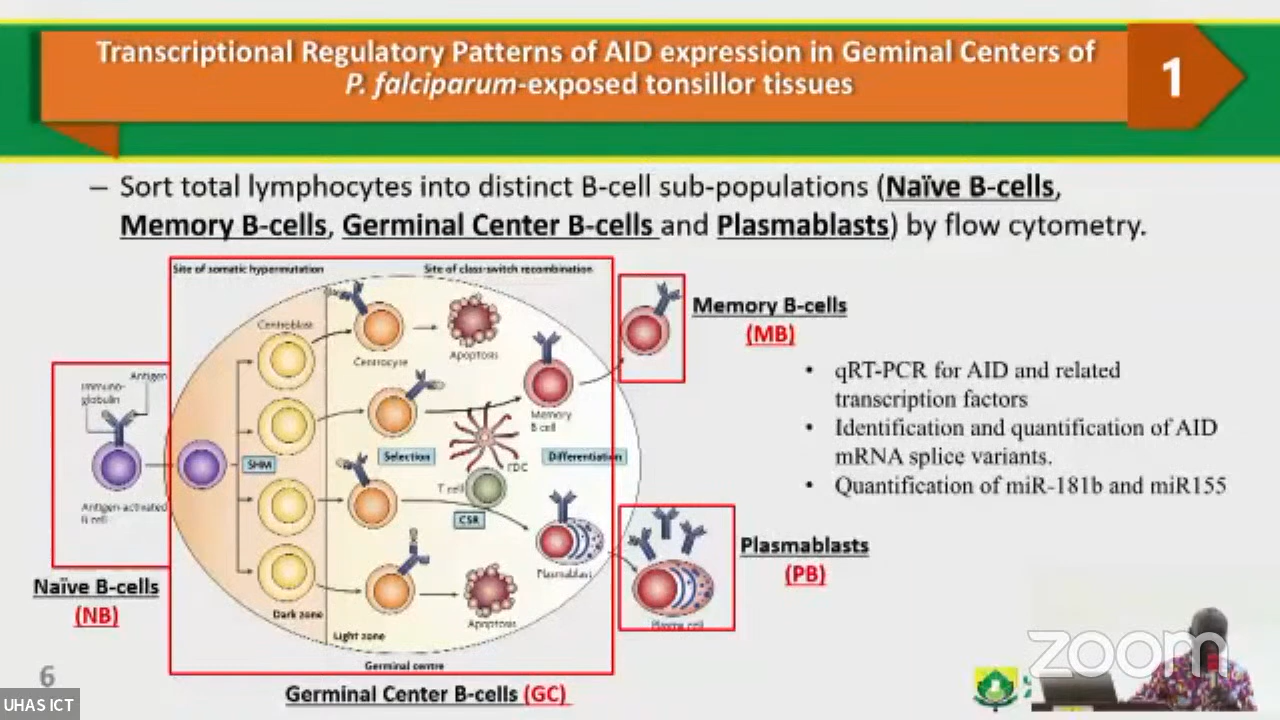 Transcriptional Regulatory Patterns of AID expression in Geminal Centers of
P. falciparum-exposed tonsillor tissues
1
– Sort total lymphocytes into distinct B-cell sub-populations (Naïve B-cells,
Memory B-cells, Germinal Center B-cells and Plasmablasts) by flow cytometry.
Site of somatic hypermutation
Site of class-switch recombination
Centroblast
Centrocyte
Apoptosis
Memory B-cells
(MB)
Antigen
Immuno-
globulin
Antigen-activated
B cell
SHM
Selection
Memory
B cell
FDC
Differentiation
T cell
CSR
Plasmablast
Apoptosis
Dark zone
Light zone
Germinal centre
Plasma cell
• qRT-PCR for AID and related
transcription factors
• Identification and quantification of AID
mRNA splice variants.
• Quantification of miR-181b and miR155
Plasmablasts
(PB)
Naïve B-cells
(NB)
Germinal Center B-cells (GC)
6
UHAS ICT
zoom